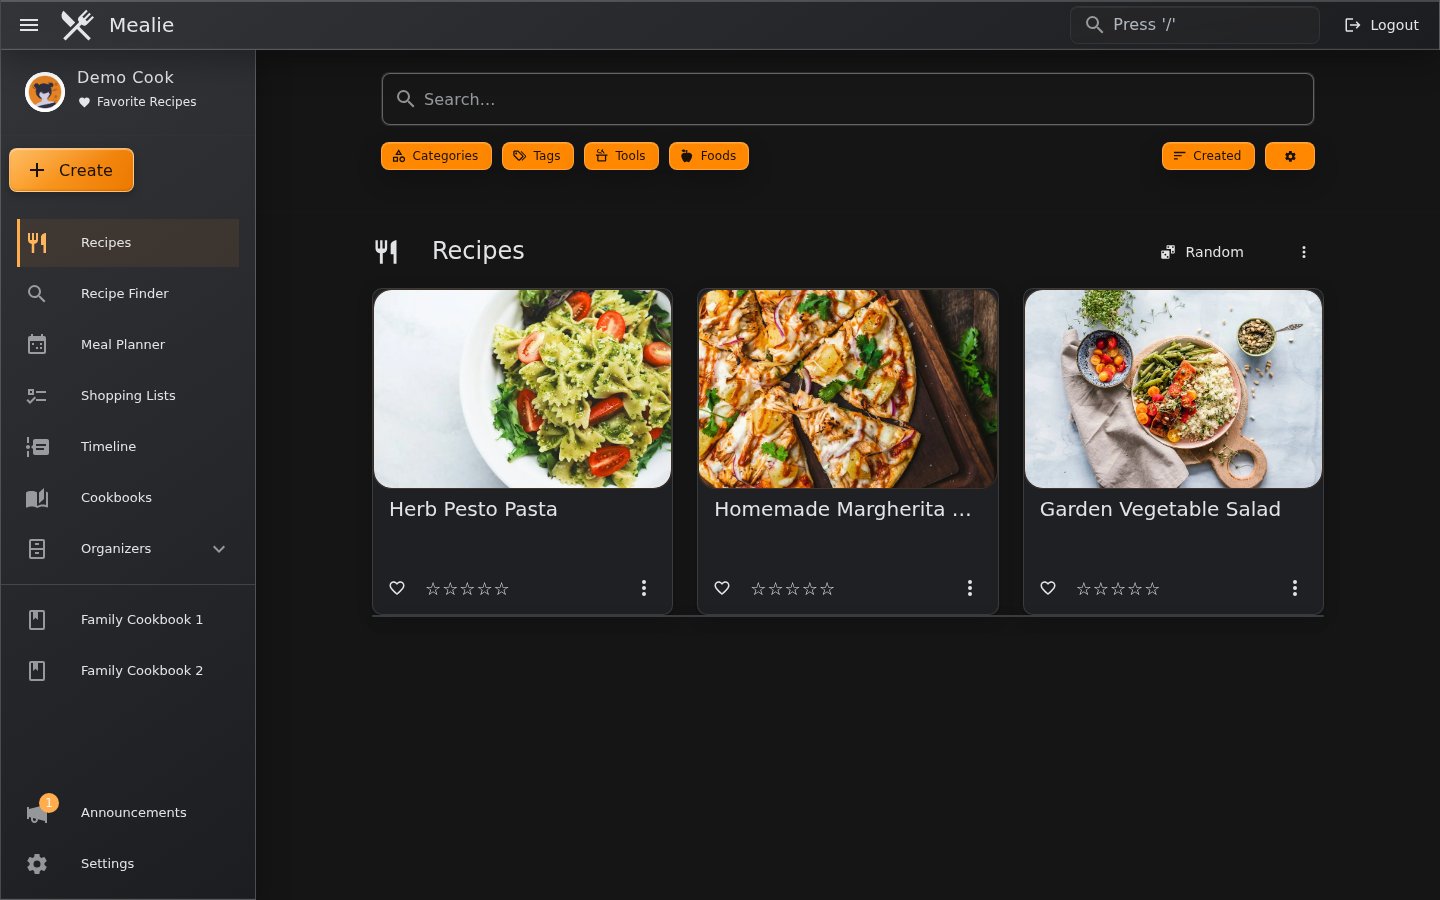 Mealie
Press '/'
Logout
Demo Cook
Favorite Recipes
Create
Recipes
Recipe Finder
Meal Planner
Shopping Lists
Timeline
Cookbooks
Organizers
Family Cookbook 1
Family Cookbook 2
1
Announcements
Settings
Search...
Categories
Tags
Tools
Foods
Created
Recipes
Random
Herb Pesto Pasta
Homemade Margherita ...
Garden Vegetable Salad